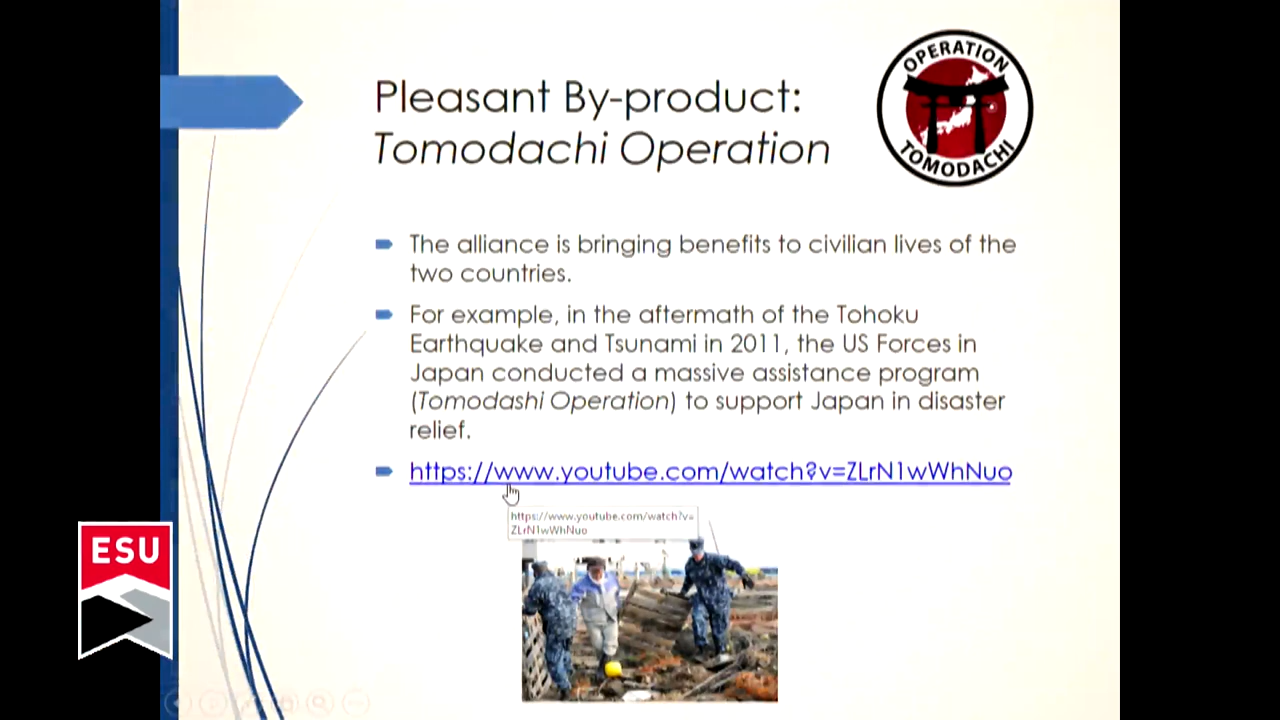 Pleasant By-product:
Tomodachi Operation
OPERATION
TOMODACHI
The alliance is bringing benefits to civilian lives of the
two countries.
For example, in the aftermath of the Tohoku
Earthquake and Tsunami in 2011, the US Forces in
Japan conducted a massive assistance program
(Tomodashi Operation) to support Japan in disaster
relief.
https://www.youtube.com/watch?v=ZLrN1wWhNuo
https://www.youtube.com/watch?v=
ZLrN1wWhNuo
ESU